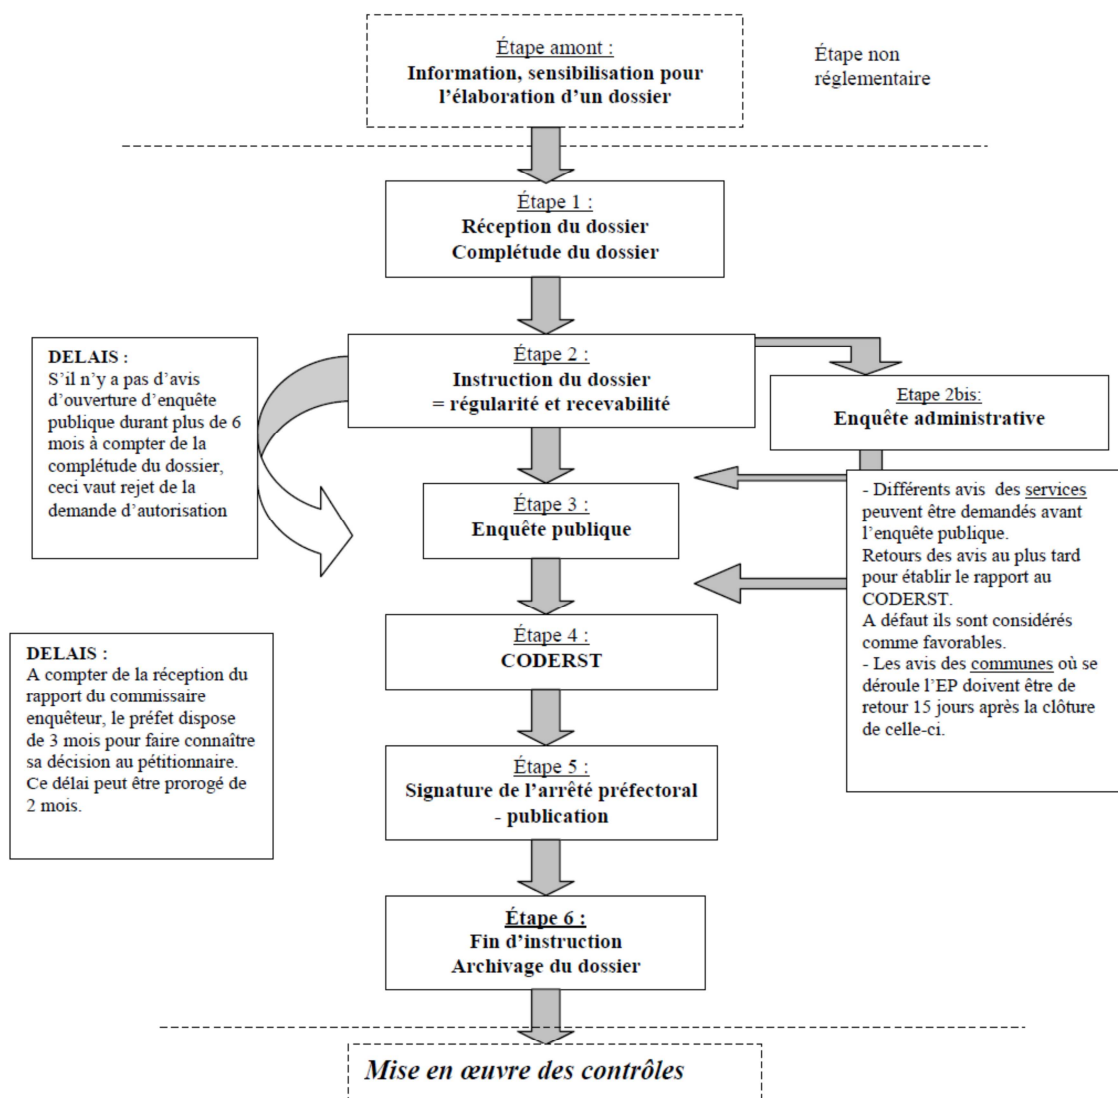 Étape amont :
Information, sensibilisation pour
l’élaboration d’un dossier
Étape non
réglementaire
Étape 1 :
Réception du dossier
Complétude du dossier
Étape 2 :
Instruction du dossier
= régularité et recevabilité
DELAIS :
S’il n’y a pas d’avis
d’ouverture d’enquête
publique durant plus de 6
mois à compter de la
complétude du dossier,
ceci vaut rejet de la
demande d’autorisation
Etape 2bis:
Enquête administrative
- Différents avis des services
peuvent être demandés avant
l’enquête publique.
Retours des avis au plus tard
pour établir le rapport au
CODERST.
A défaut ils sont considérés
comme favorables.
- Les avis des communes où se
déroule l’EP doivent être de
retour 15 jours après la clôture
de celle-ci.
Étape 3 :
Enquête publique
Étape 4 :
CODERST
DELAIS :
A compter de la réception du
rapport du commissaire
enquêteur, le préfet dispose
de 3 mois pour faire connaître
sa décision au pétitionnaire.
Ce délai peut être prorogé de
2 mois.
Étape 5 :
Signature de l’arrêté préfectoral
- publication
Étape 6 :
Fin d’instruction
Archivage du dossier
Mise en œuvre des contrôles